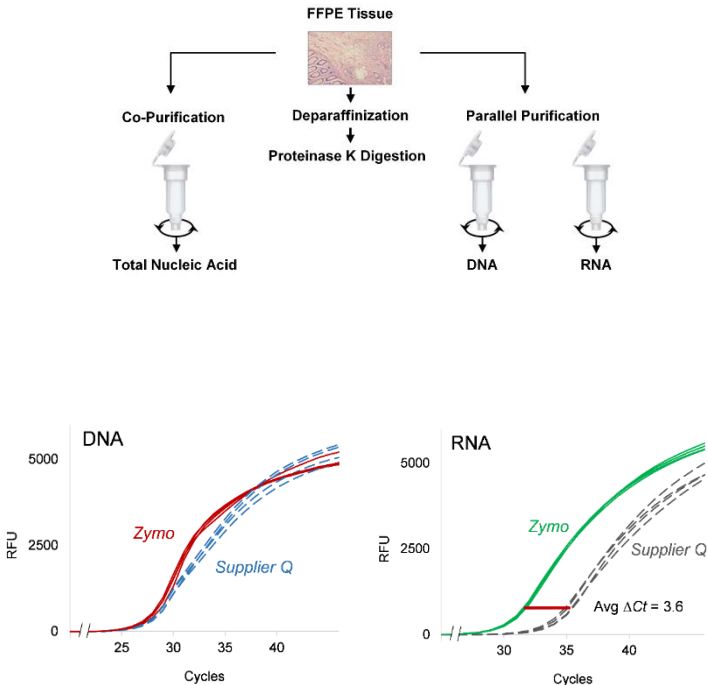 FFPE Tissue
Co-Purification
Deparaffinization
Parallel Purification
Proteinase K Digestion
Total Nucleic Acid
DNA
RNA
DNA
5000
2500
0
RFU
Zymo
Supplier Q
25
30
35
40
Cycles
RNA
5000
2500
0
RFU
Zymo
Supplier Q
Avg ΔCt = 3.6
30
35
40
Cycles